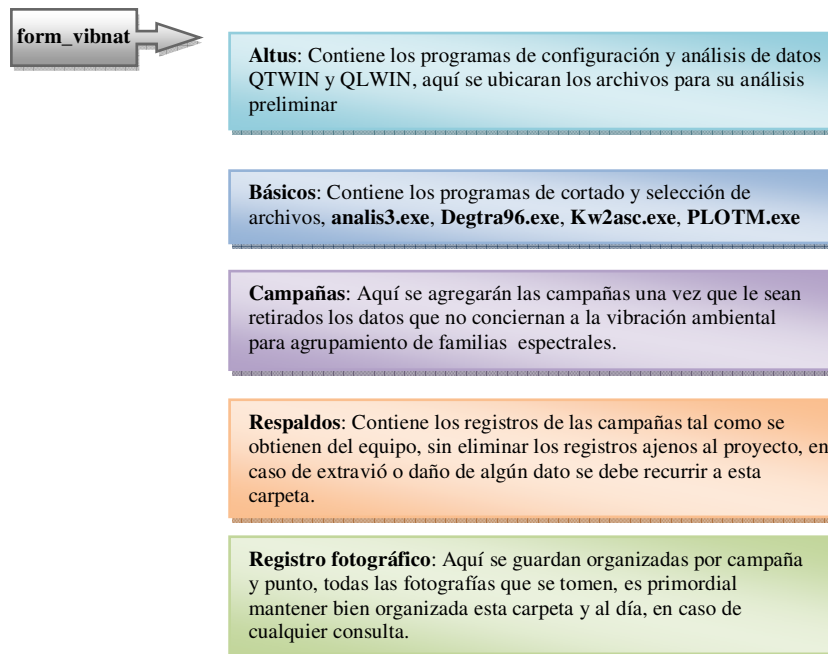 form_vibnat
Altus: Contiene los programas de configuración y análisis de datos
QTWIN y QLWIN, aquí se ubicaran los archivos para su análisis
preliminar
Básicos: Contiene los programas de cortado y selección de
archivos, analis3.exe, Degtra96.exe, Kw2asc.exe, PLOTM.exe
Campañas: Aquí se agregarán las campañas una vez que le sean
retirados los datos que no conciernan a la vibración ambiental
para agrupamiento de familias espectrales.
Respaldos: Contiene los registros de las campañas tal como se
obtienen del equipo, sin eliminar los registros ajenos al proyecto, en
caso de extravió o daño de algún dato se debe recurrir a esta
carpeta.
Registro fotográfico: Aquí se guardan organizadas por campaña
y punto, todas las fotografías que se tomen, es primordial
mantener bien organizada esta carpeta y al día, en caso de
cualquier consulta.